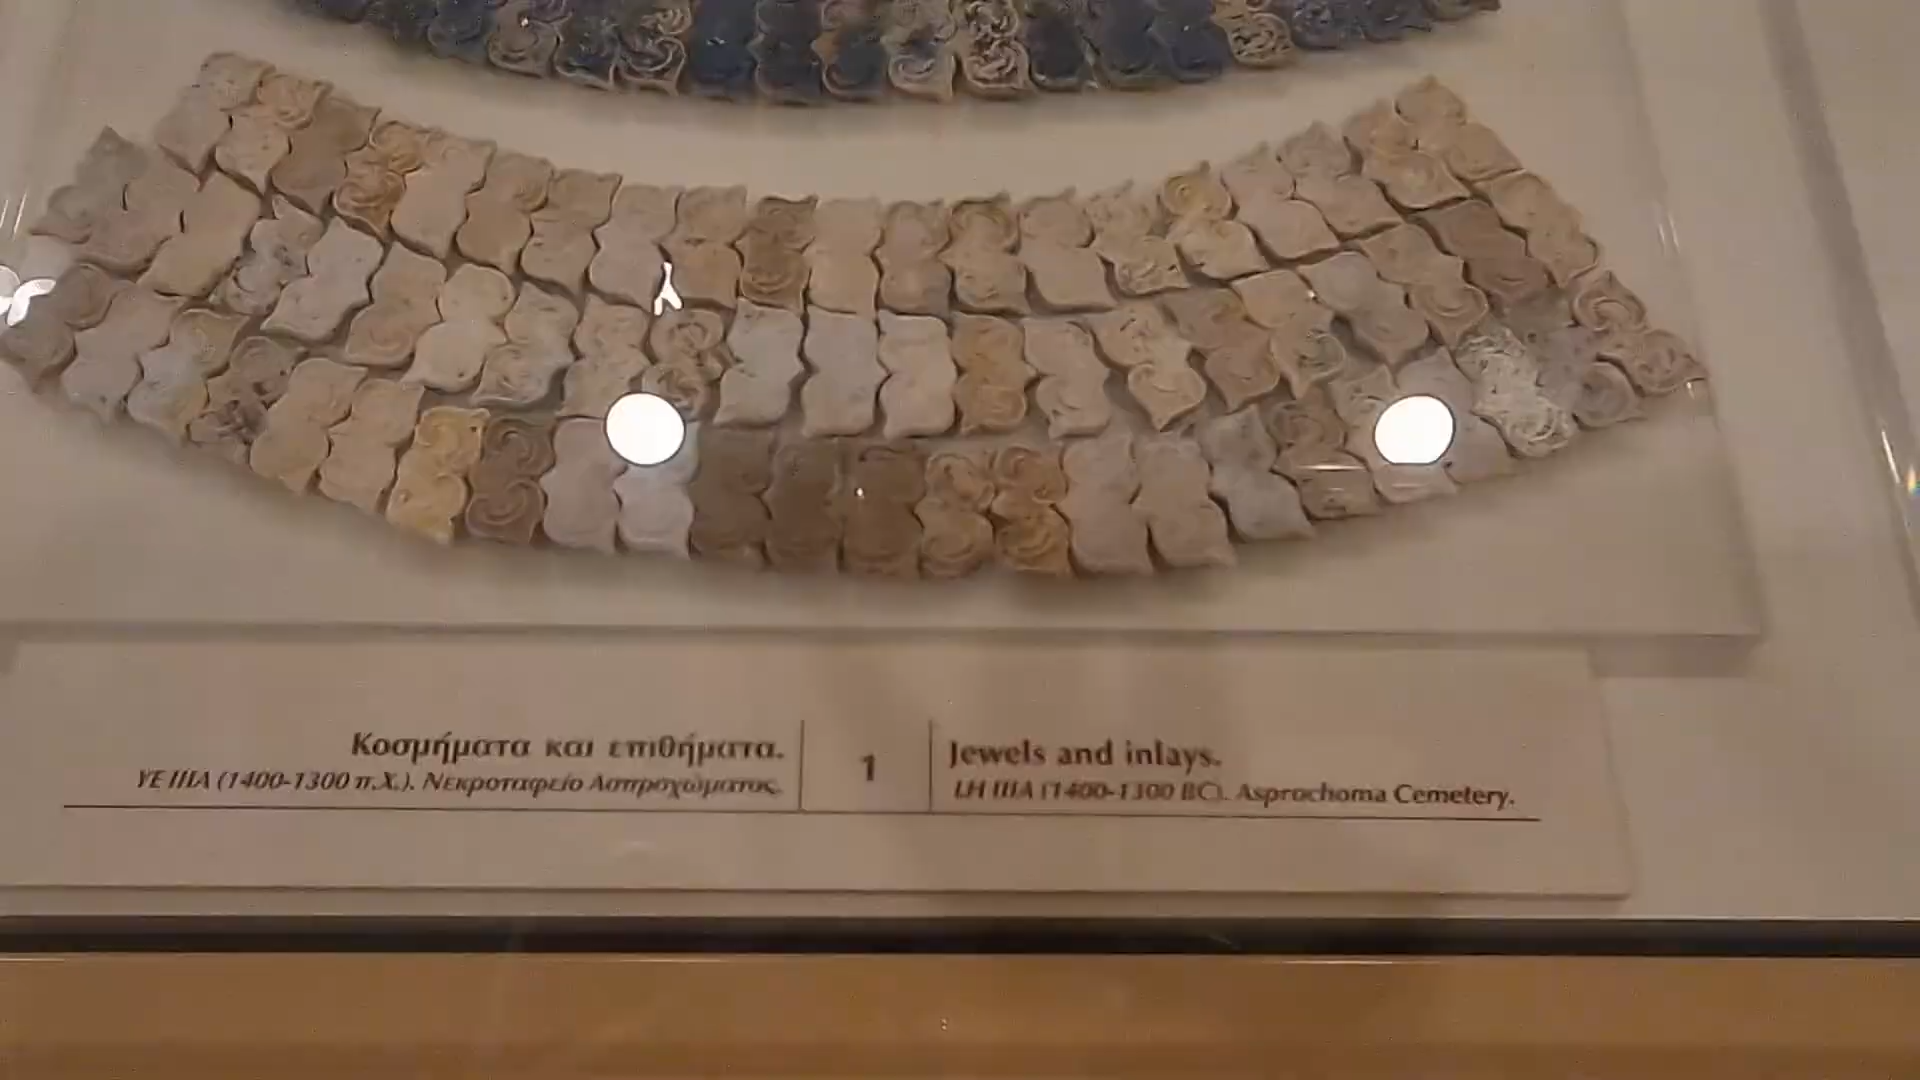 Κοσμήματα και επιθήματα.
ΥΕ ΙΙΙΑ (1400-1300 π.Χ.). Νεκροταφείο Ασπροχώματος.
1
Jewels and inlays.
LH IIIA (1400-1300 BC). Asprochoma Cemetery.